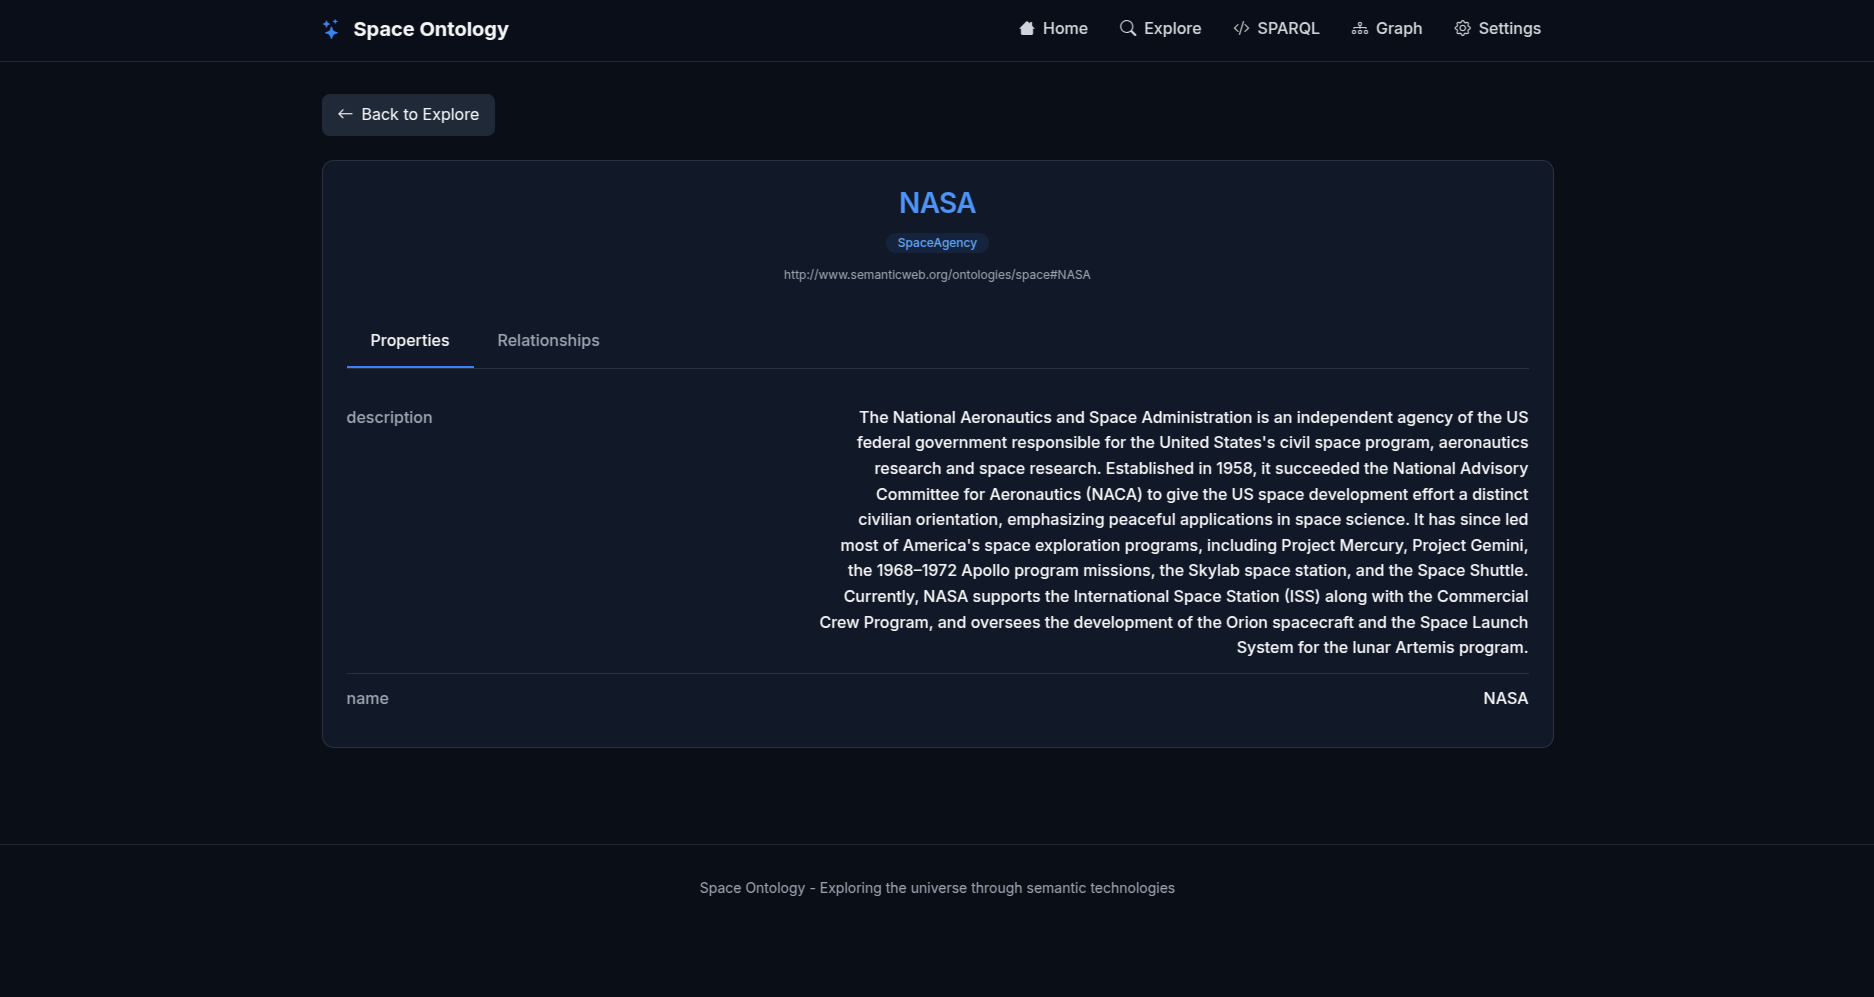 Space Ontology
Home Explore SPARQL Graph Settings
Back to Explore
NASA
SpaceAgency
http://www.semanticweb.org/ontologies/space#NASA
Properties Relationships
description
The National Aeronautics and Space Administration is an independent agency of the US
federal government responsible for the United States's civil space program, aeronautics
research and space research. Established in 1958, it succeeded the National Advisory
Committee for Aeronautics (NACA) to give the US space development effort a distinct
civilian orientation, emphasizing peaceful applications in space science. It has since led
most of America's space exploration programs, including Project Mercury, Project Gemini,
the 1968–1972 Apollo program missions, the Skylab space station, and the Space Shuttle.
Currently, NASA supports the International Space Station (ISS) along with the Commercial
Crew Program, and oversees the development of the Orion spacecraft and the Space Launch
System for the lunar Artemis program.
name
NASA
Space Ontology - Exploring the universe through semantic technologies